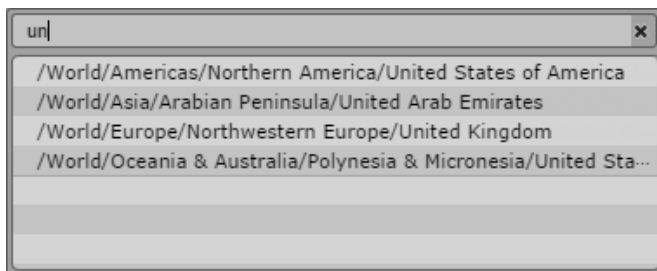 un
/World/Americas/Northern America/United States of America
/World/Asia/Arabian Peninsula/United Arab Emirates
/World/Europe/Northwestern Europe/United Kingdom
/World/Oceania & Australia/Polynesia & Micronesia/United Sta...